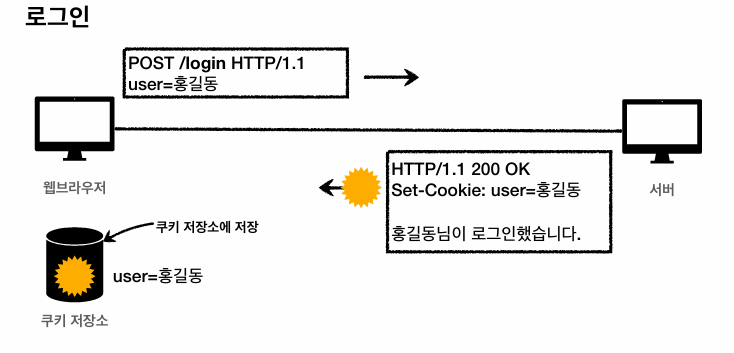 로그인
POST /login HTTP/1.1
user=홍길동
HTTP/1.1 200 OK
Set-Cookie: user=홍길동
홍길동님이 로그인했습니다.
웹브라우저
서버
쿠키 저장소에 저장
user=홍길동
쿠키 저장소